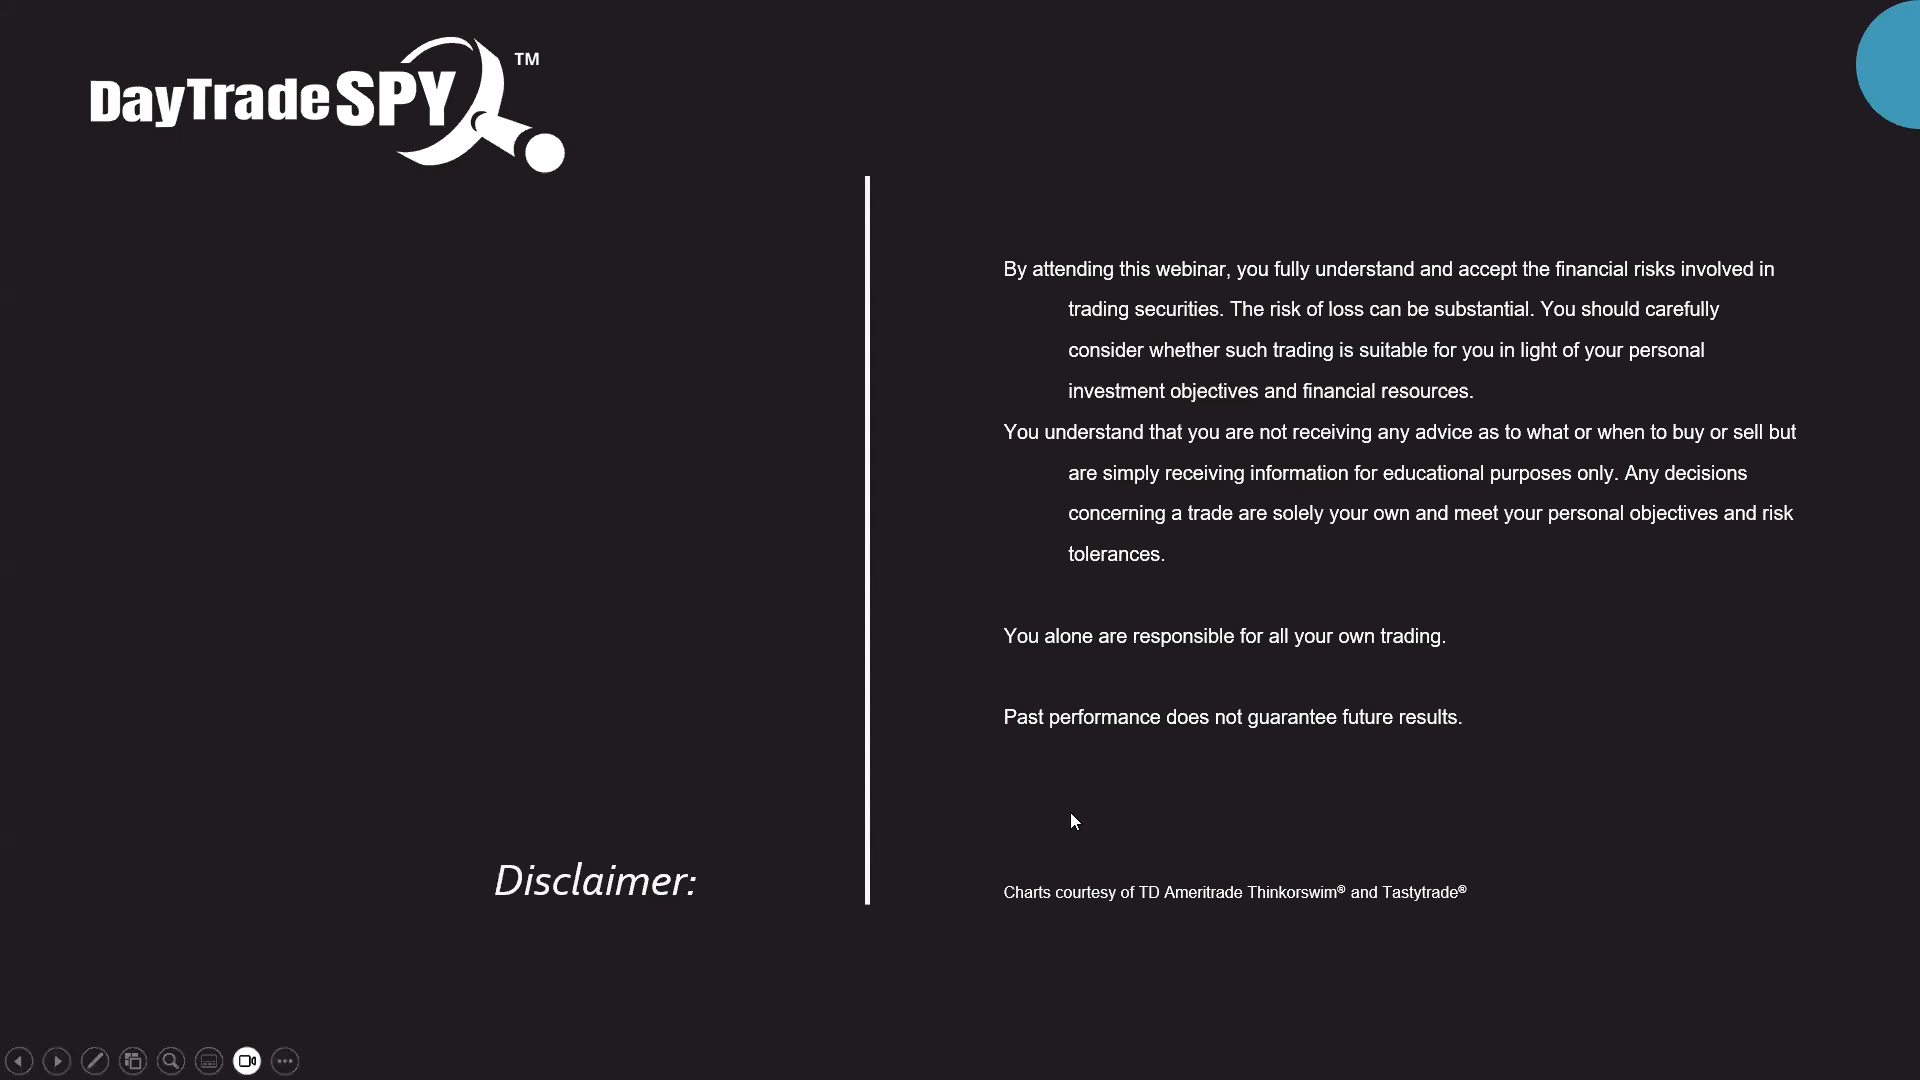 DayTradeSPY TM
By attending this webinar, you fully understand and accept the financial risks involved in
trading securities. The risk of loss can be substantial. You should carefully
consider whether such trading is suitable for you in light of your personal
investment objectives and financial resources.
You understand that you are not receiving any advice as to what or when to buy or sell but
are simply receiving information for educational purposes only. Any decisions
concerning a trade are solely your own and meet your personal objectives and risk
tolerances.
You alone are responsible for all your own trading.
Past performance does not guarantee future results.
Disclaimer:
Charts courtesy of TD Ameritrade Thinkorswim® and Tastytrade®